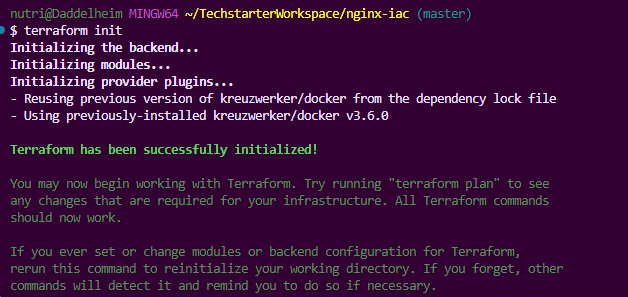 nutri@Daddelheim MINGW64 ~/TechstarterWorkspace/nginx-iac (master)
$ terraform init
Initializing the backend...
Initializing modules...
Initializing provider plugins...
- Reusing previous version of kreuzwerker/docker from the dependency lock file
- Using previously-installed kreuzwerker/docker v3.6.0
Terraform has been successfully initialized!
You may now begin working with Terraform. Try running "terraform plan" to see
any changes that are required for your infrastructure. All Terraform commands
should now work.
If you ever set or change modules or backend configuration for Terraform,
rerun this command to reinitialize your working directory. If you forget, other
commands will detect it and remind you to do so if necessary.